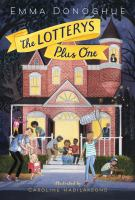 EMMA DONOGHUE
The LOTTERYS
Plus One
Illustrated by
CAROLINE HADILAKSONO